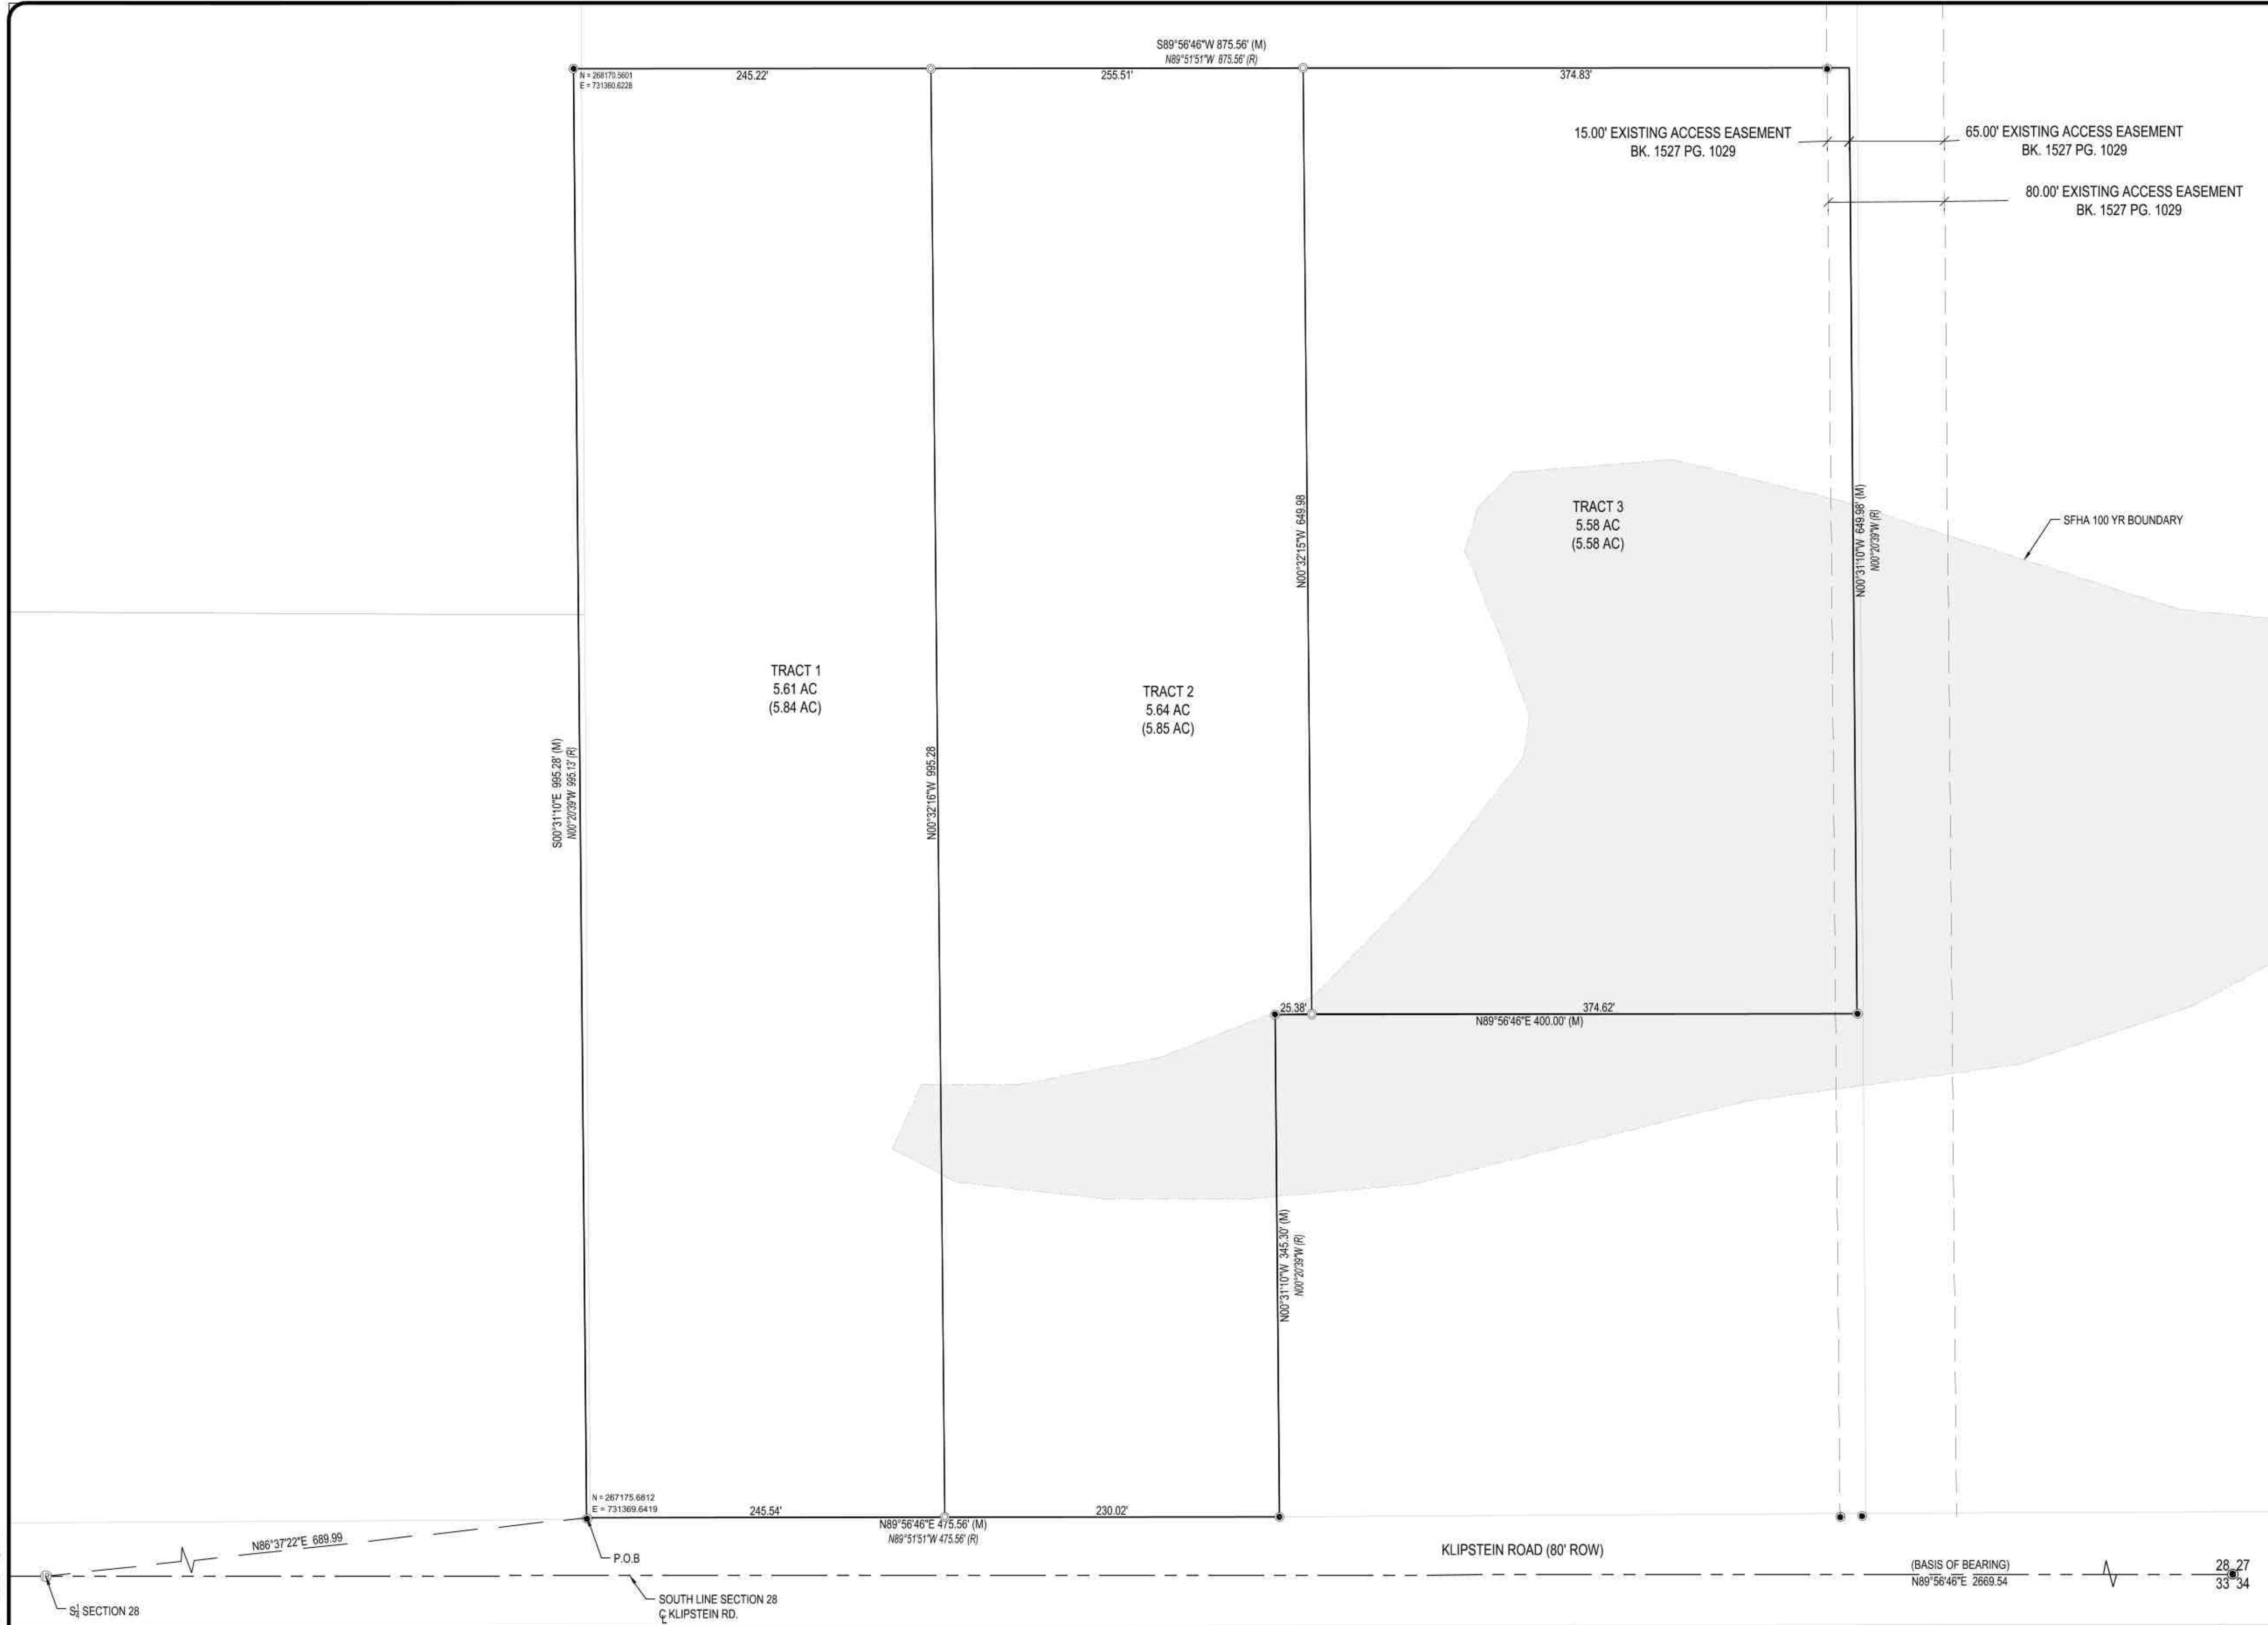 S89°56'46"W 875.56' (M)
N89°51'51"W 875.56' (R)
N = 268170.5601
E = 731360.6228
245.22'
255.51'
374.83'
15.00' EXISTING ACCESS EASEMENT
BK. 1527 PG. 1029
65.00' EXISTING ACCESS EASEMENT
BK. 1527 PG. 1029
80.00' EXISTING ACCESS EASEMENT
BK. 1527 PG. 1029
N00°32'15"W 649.98
TRACT 3
5.58 AC
(5.58 AC)
N00°31'10"W 649.98' (M)
N00°20'39"W (R)
SFHA 100 YR BOUNDARY
TRACT 1
5.61 AC
(5.84 AC)
TRACT 2
5.64 AC
(5.85 AC)
S00°31'10"E 995.28' (M)
N00°20'39"W 995.13' (R)
N00°32'16"W 995.28
25.38'
374.62'
N89°56'46"E 400.00' (M)
N00°31'10"W 345.30' (M)
N00°20'39"W (R)
N = 267175.6812
E = 731369.6419
245.54'
230.02'
N89°56'46"E 475.56' (M)
N89°51'51"W 475.56' (R)
N86°37'22"E 689.99
P.O.B
KLIPSTEIN ROAD (80' ROW)
(BASIS OF BEARING)
N89°56'46"E 2669.54
28 27
33 34
S¼ SECTION 28
SOUTH LINE SECTION 28
℄ KLIPSTEIN RD.